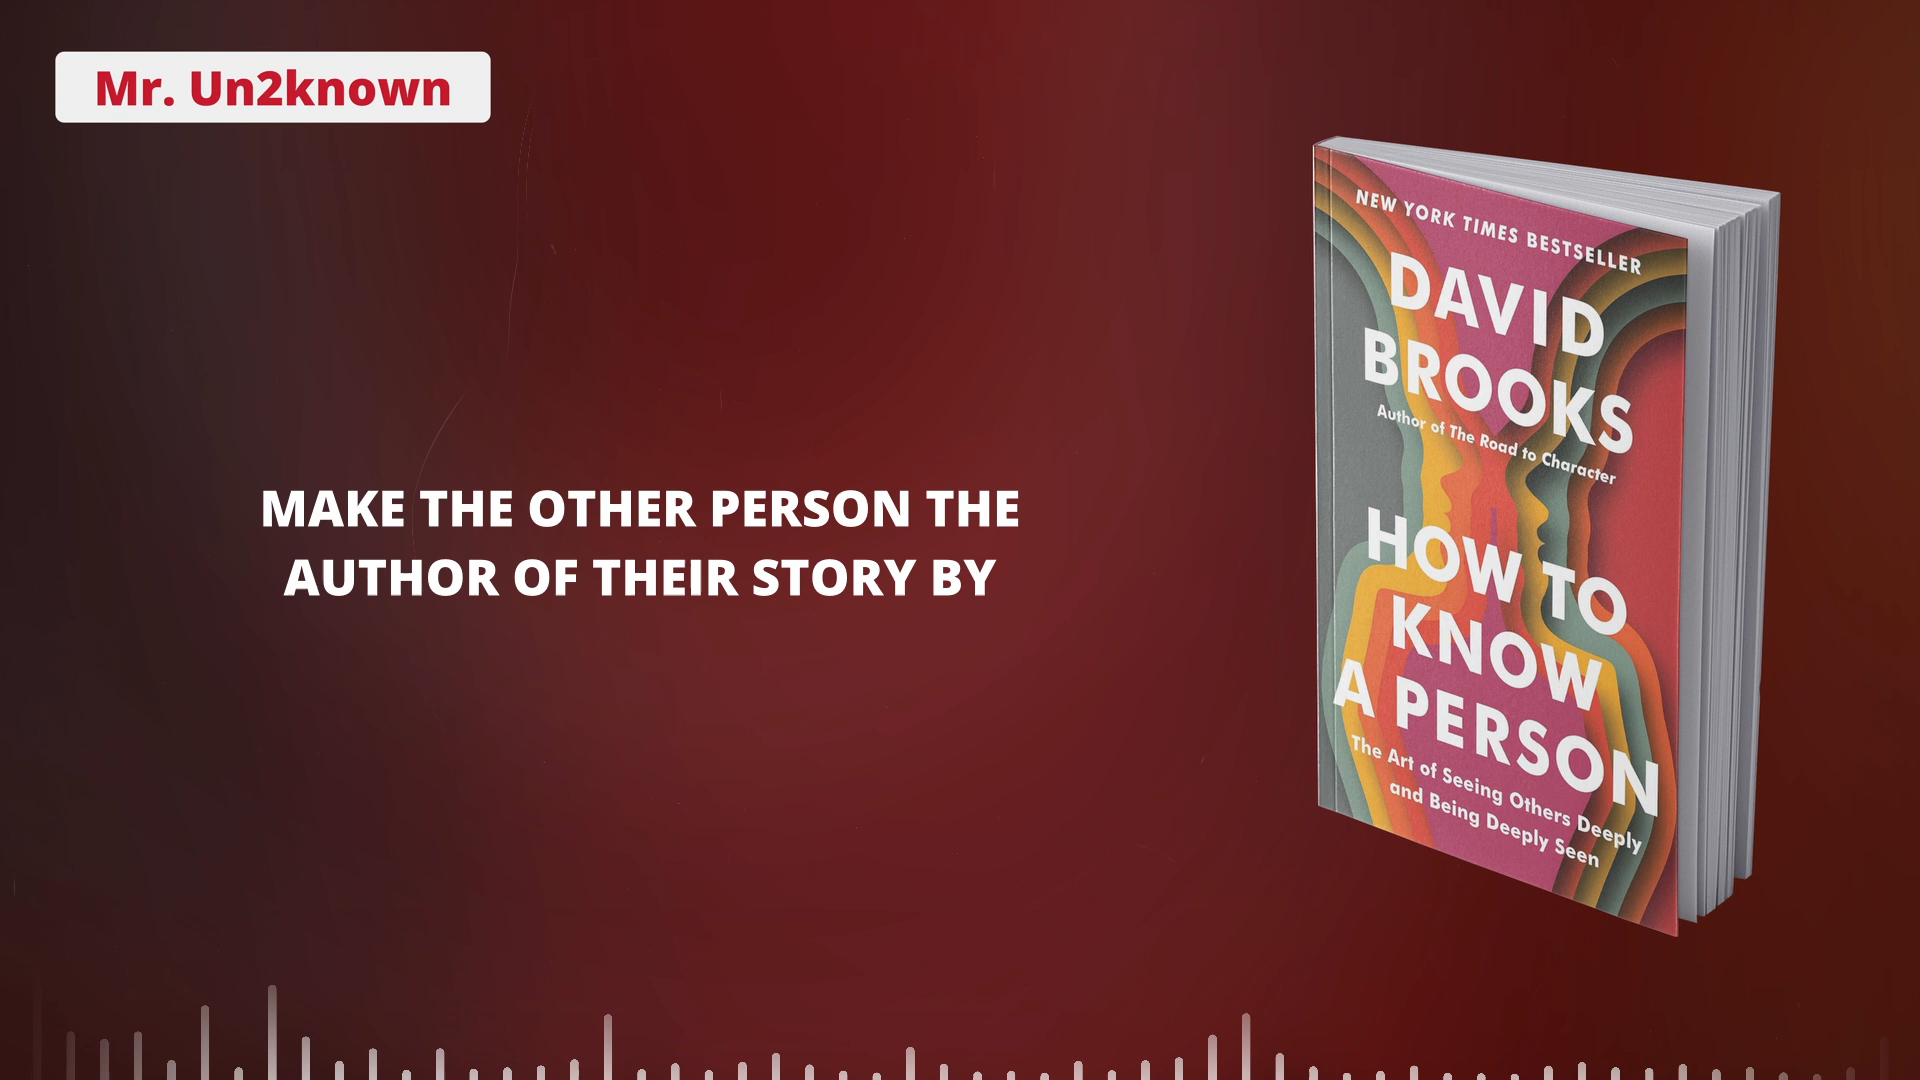 Mr. Un2known
MAKE THE OTHER PERSON THE
AUTHOR OF THEIR STORY BY
NEW YORK TIMES BESTSELLER
DAVID
BROOKS
Author of The Road to Character
HOW TO
KNOW
A PERSON
The Art of Seeing Others Deeply
and Being Deeply Seen